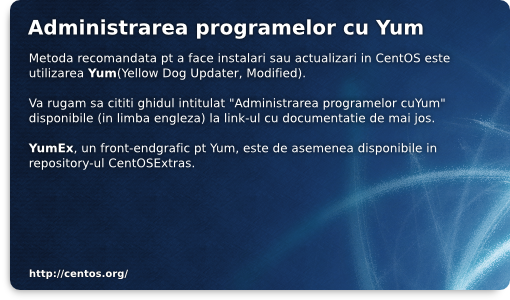 Administrarea programelor cu Yum
Metoda recomandata pt a face instalari sau actualizari in CentOS este
utilizarea Yum(Yellow Dog Updater, Modified).
Va rugam sa cititi ghidul intitulat "Administrarea programelor cuYum"
disponibile (in limba engleza) la link-ul cu documentatie de mai jos.
YumEx, un front-endgrafic pt Yum, este de asemenea disponibile in
repository-ul CentOSExtras.
http://centos.org/